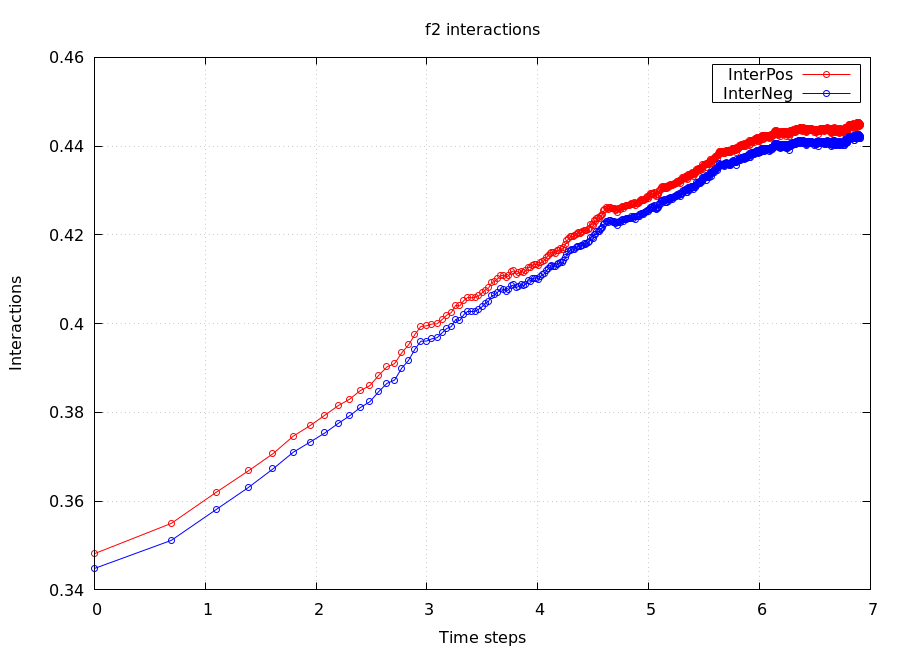 f2 interactions
0.46
0.44
0.42
0.4
0.38
0.36
0.34
Interactions
InterPos
InterNeg
0 1 2 3 4 5 6 7
Time steps